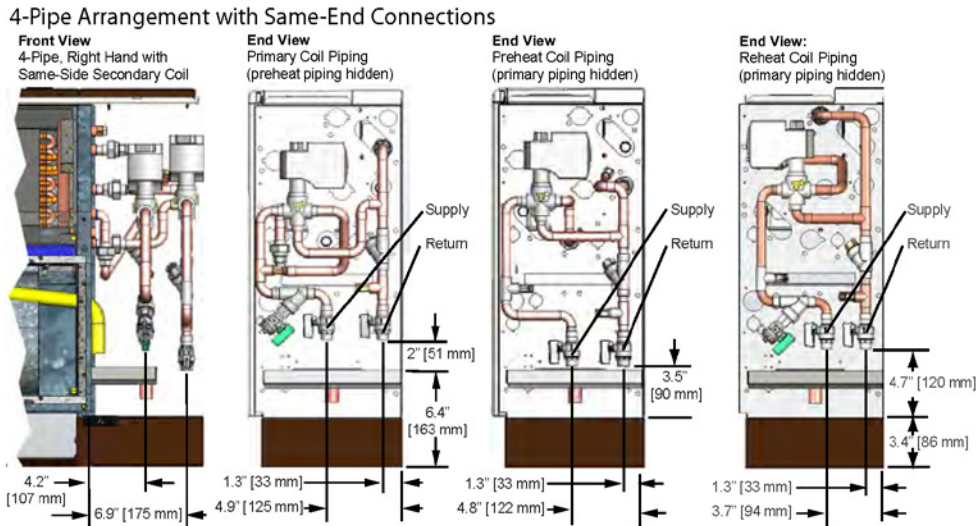 4-Pipe Arrangement with Same-End Connections
Front View
4-Pipe, Right Hand with
Same-Side Secondary Coil
End View
Primary Coil Piping
(preheat piping hidden)
End View
Preheat Coil Piping
(primary piping hidden)
End View:
Reheat Coil Piping
(primary piping hidden)
Supply
Return
Supply
Return
Supply
Return
2" [51 mm]
6.4"
[163 mm]
3.5"
[90 mm]
4.7" [120 mm]
3.4" [86 mm]
4.2"
[107 mm]
6.9" [175 mm]
1.3" [33 mm]
4.9" [125 mm]
1.3" [33 mm]
4.8" [122 mm]
1.3" [33 mm]
3.7" [94 mm]